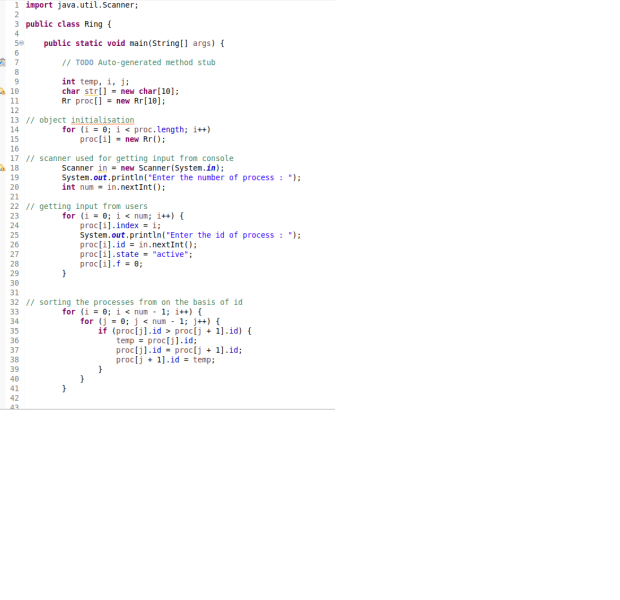 1 import java.util.Scanner;
2
3 public class Ring {
4
5 public static void main(String[] args) {
6
7 // TODO Auto-generated method stub
8
9 int temp, i, j;
10 char str[] = new char[10];
11 Rr proc[] = new Rr[10];
12
13 // object initialisation
14 for (i = 0; i < proc.length; i++)
15 proc[i] = new Rr();
16
17 // scanner used for getting input from console
18 Scanner in = new Scanner(System.in);
19 System.out.println("Enter the number of process : ");
20 int num = in.nextInt();
21
22 // getting input from users
23 for (i = 0; i < num; i++) {
24 proc[i].index = i;
25 System.out.println("Enter the id of process : ");
26 proc[i].id = in.nextInt();
27 proc[i].state = "active";
28 proc[i].f = 0;
29 }
30
31
32 // sorting the processes from on the basis of id
33 for (i = 0; i < num - 1; i++) {
34 for (j = 0; j < num - 1; j++) {
35 if (proc[j].id > proc[j + 1].id) {
36 temp = proc[j].id;
37 proc[j].id = proc[j + 1].id;
38 proc[j + 1].id = temp;
39 }
40 }
41 }
42
43